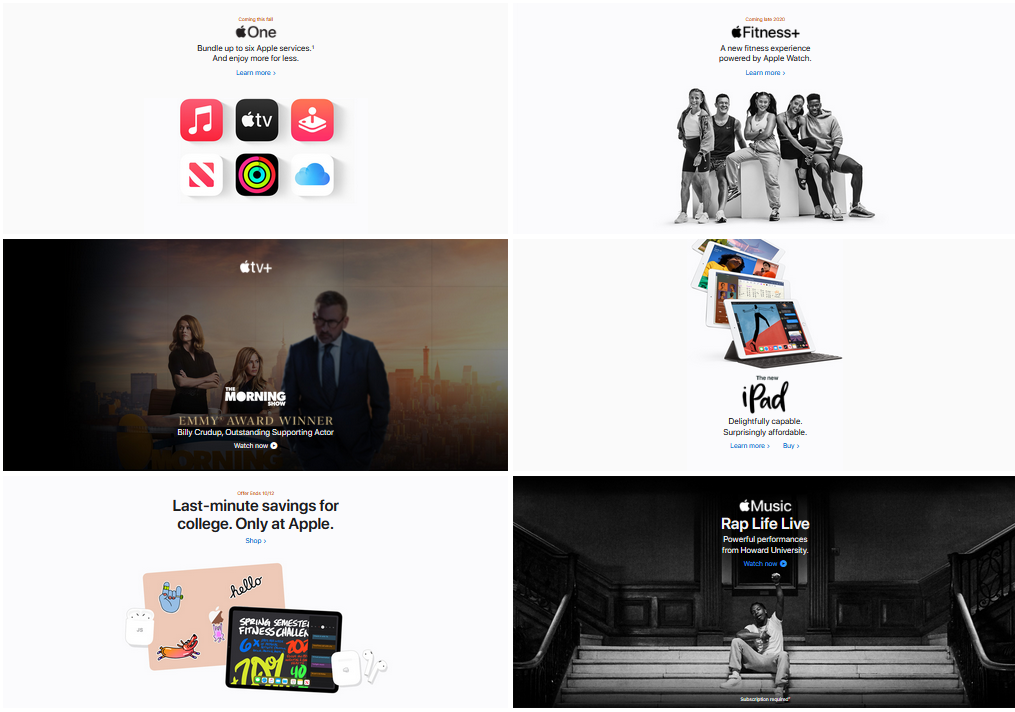 Coming this fall
One
Bundle up to six Apple services.¹
And enjoy more for less.
Learn more >
tv
Coming late 2020
Fitness+
A new fitness experience
powered by Apple Watch.
Learn more >
tv+
THE
MORNING
SHOW
EMMY® AWARD WINNER
Billy Crudup, Outstanding Supporting Actor
Watch now
MORNING
The new
iPad
Delightfully capable.
Surprisingly affordable.
Learn more >
Buy >
Offer Ends 10/12
Last-minute savings for
college. Only at Apple.
Shop >
hello
SPRING SEMESTE
FITNESS CHALLEN
Music
Rap Life Live
Powerful performances
from Howard University.
Watch now
Subscription required*